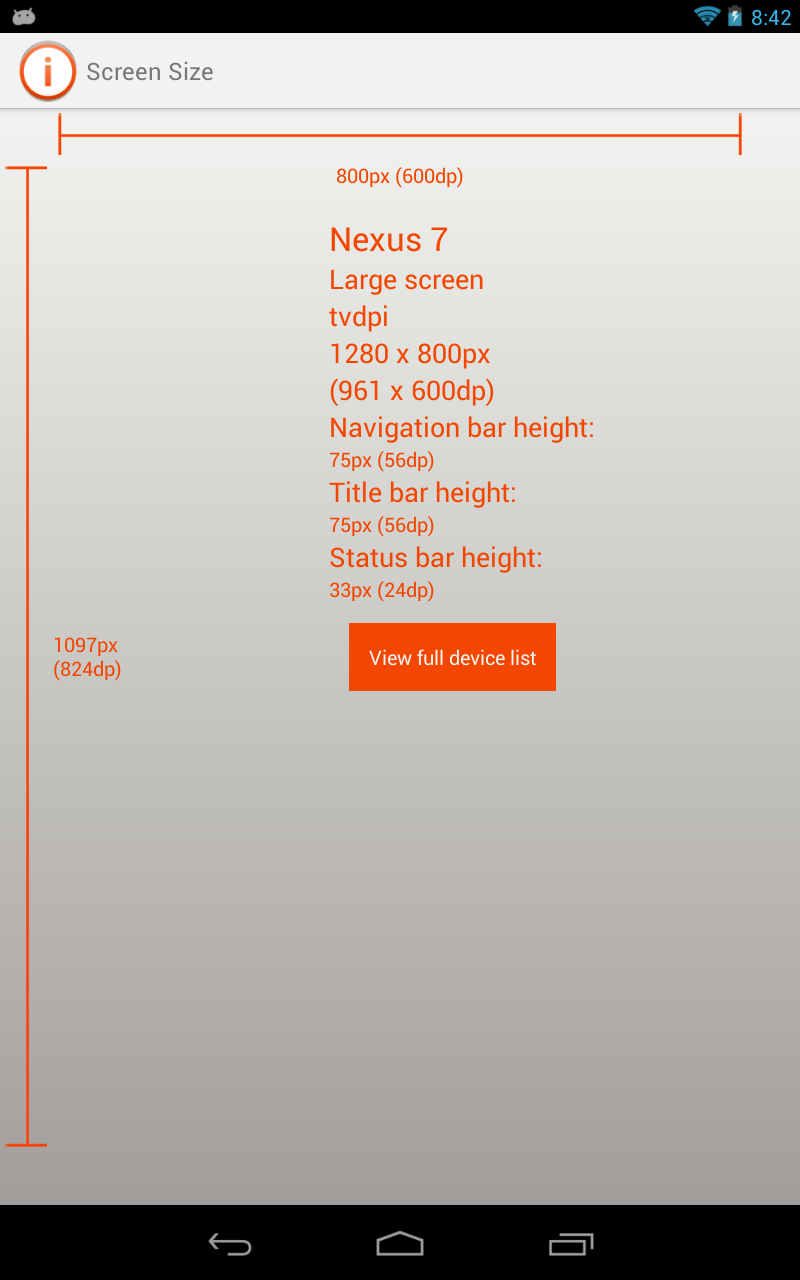 8:42
Screen Size
800px (600dp)
Nexus 7
Large screen
tvdpi
1280 x 800px
(961 x 600dp)
Navigation bar height:
75px (56dp)
Title bar height:
75px (56dp)
Status bar height:
33px (24dp)
1097px
(824dp)
View full device list